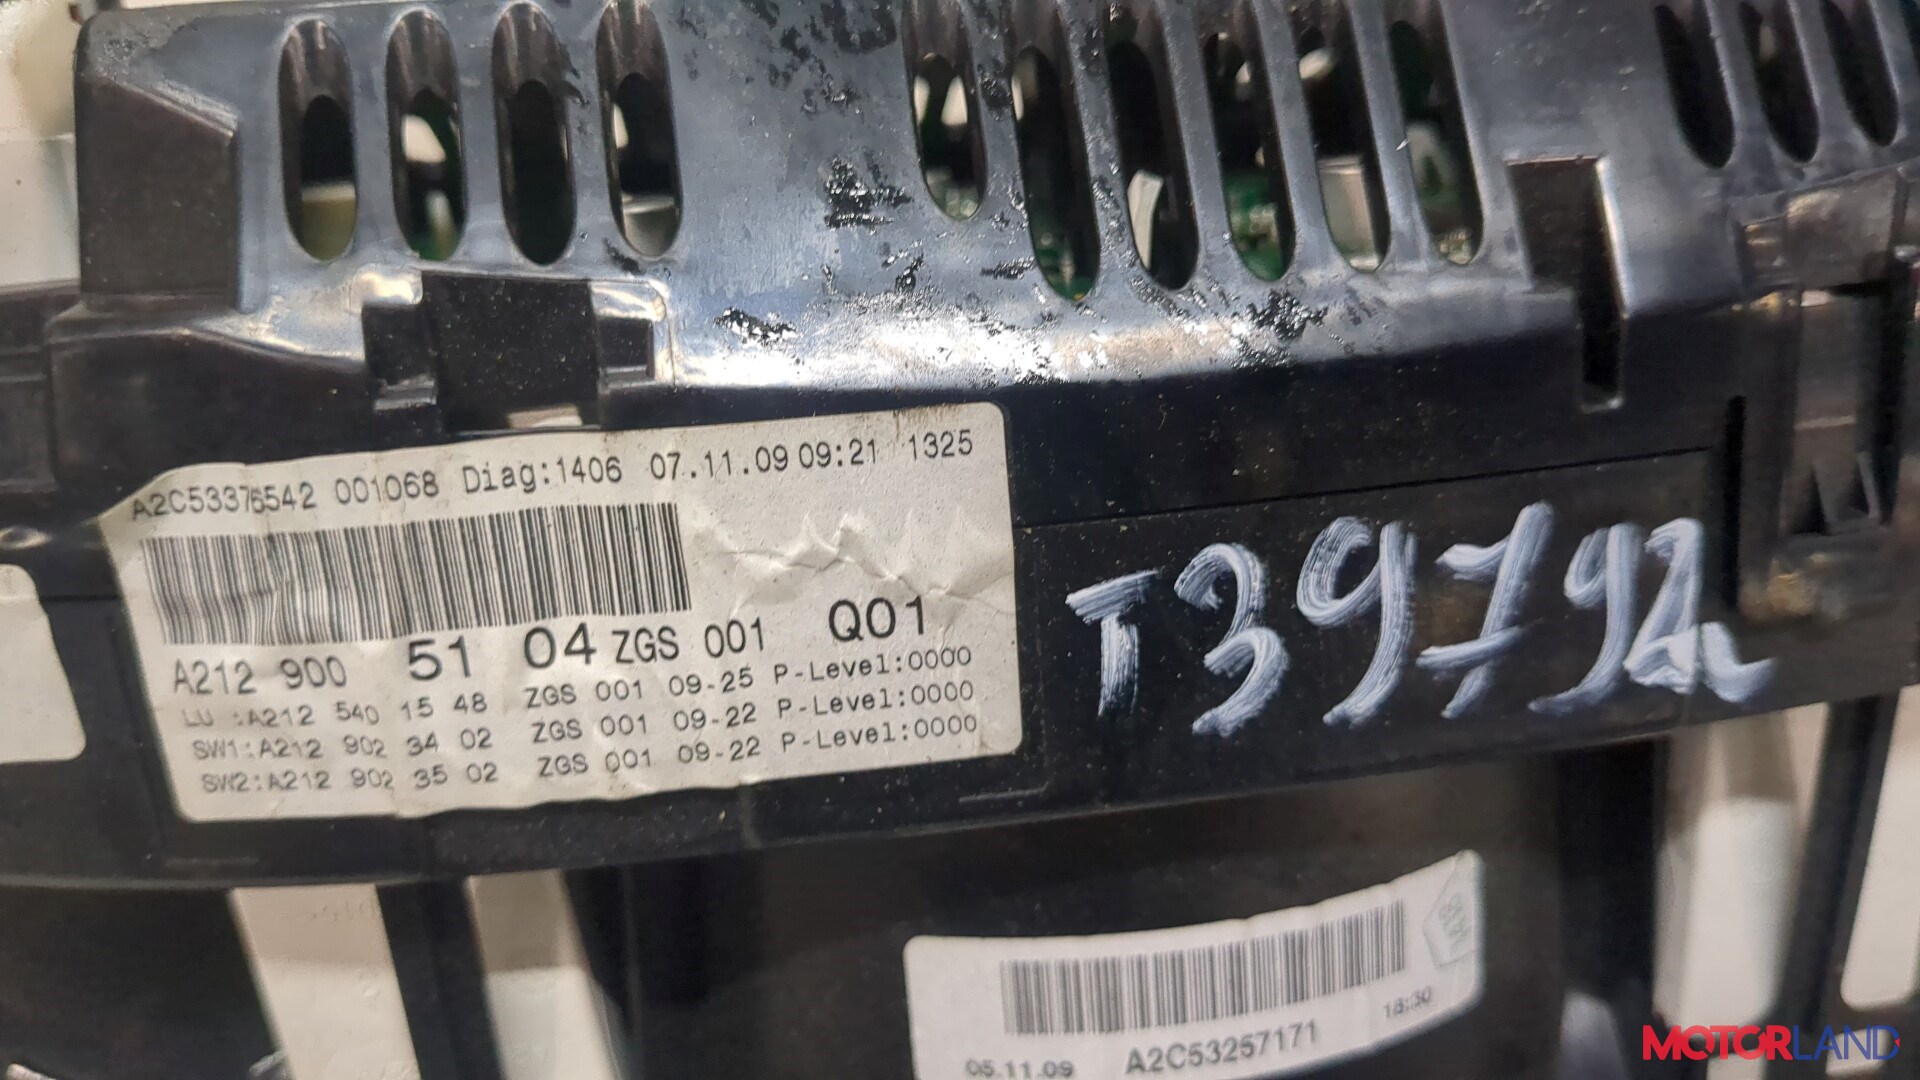 A2C53376542 001068 Diag:1406 07.11.09 09:21 1325
A212 900 51 04 ZGS 001 Q01
LU :A212 540 15 48 ZGS 001 09-25 P-Level:0000
SW1:A212 902 34 02 ZGS 001 09-22 P-Level:0000
SW2:A212 902 35 02 ZGS 001 09-22 P-Level:0000
T39792
18:30
05.11.09 A2C53257171
MOTORLAND